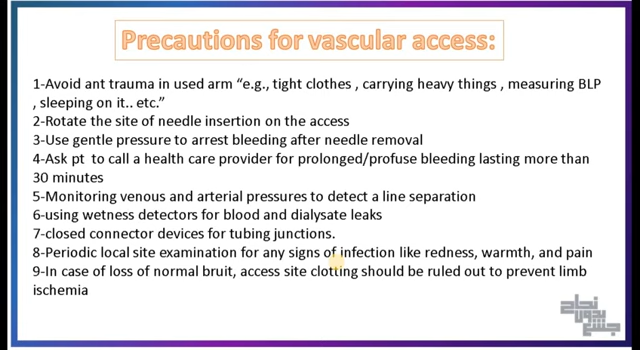 Precautions for vascular access:
1-Avoid ant trauma in used arm “e.g., tight clothes , carrying heavy things , measuring BLP
, sleeping on it.. etc.”
2-Rotate the site of needle insertion on the access
3-Use gentle pressure to arrest bleeding after needle removal
4-Ask pt to call a health care provider for prolonged/profuse bleeding lasting more than
30 minutes
5-Monitoring venous and arterial pressures to detect a line separation
6-using wetness detectors for blood and dialysate leaks
7-closed connector devices for tubing junctions.
8-Periodic local site examination for any signs of infection like redness, warmth, and pain
9-In case of loss of normal bruit, access site clotting should be ruled out to prevent limb
ischemia
نجاح
بدون